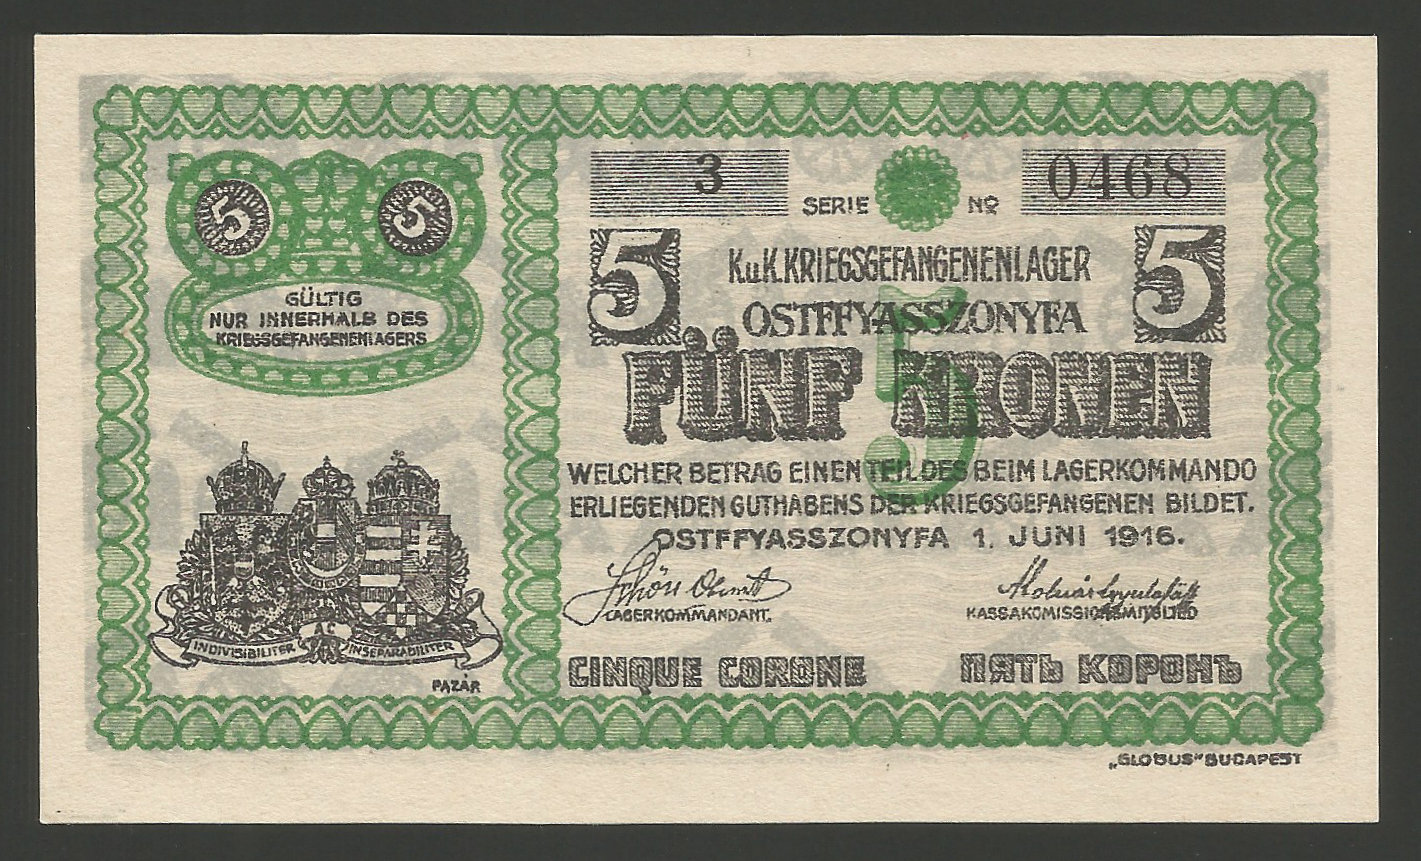 3
SERIE
No
0468
5
5
GÜLTIG
NUR INNERHALB DES
KRIEGSGEFANGENENLAGERS
5
K.u.K.KRIEGSGEFANGENENLAGER
OSTFFYASSZONYFA
5
FÜNF KRONEN
5
WELCHER BETRAG EINEN TEIL DES BEIM LAGERKOMMANDO
ERLIEGENDEN GUTHABENS DER KRIEGSGEFANGENEN BILDET.
OSTFFYASSZONYFA 1. JUNI 1916.
LAGERKOMMANDANT.
KASSAKOMISSIONSMITGLIED
INDIVISIBILITER AC INSEPARABILITER
PAZÁR
CINQUE CORONE
ПЯТЬ КОРОНЪ
„GLOBUS" BUDAPEST